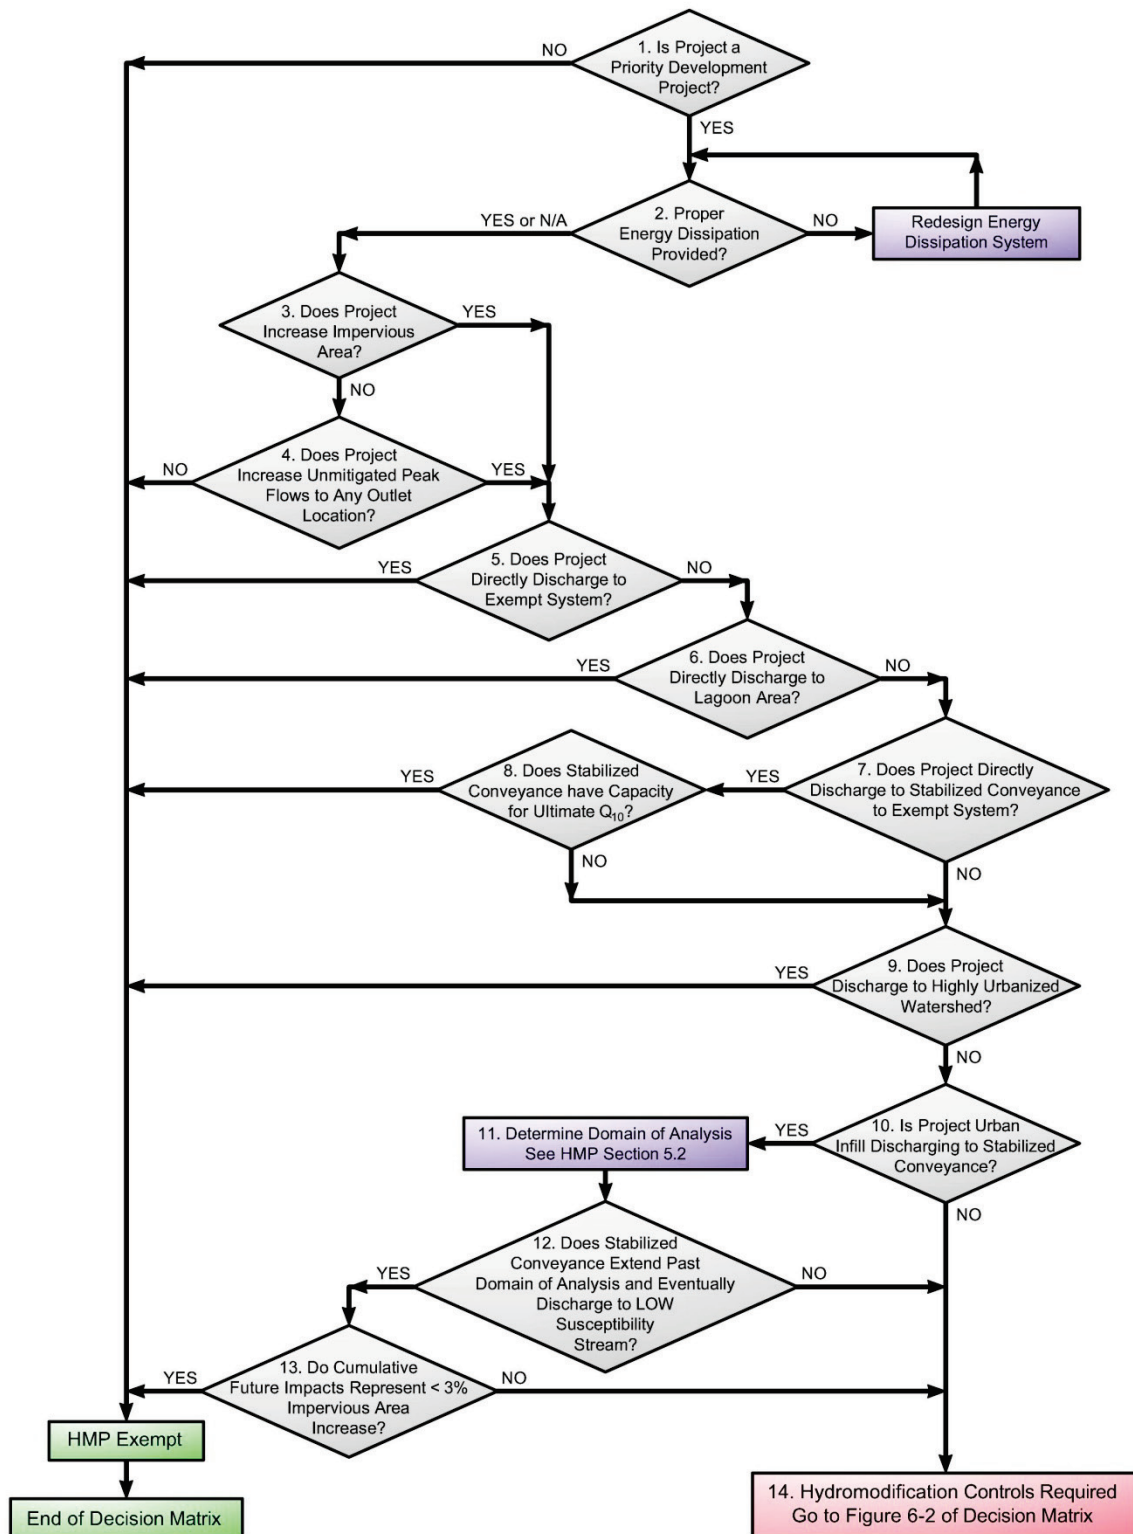 NO
1. Is Project a
Priority Development
Project?
YES
YES or N/A
2. Proper
Energy Dissipation
Provided?
NO
Redesign Energy
Dissipation System
3. Does Project
Increase Impervious
Area?
YES
NO
NO
4. Does Project
Increase Unmitigated Peak
Flows to Any Outlet
Location?
YES
YES
5. Does Project
Directly Discharge to
Exempt System?
NO
YES
6. Does Project
Directly Discharge to
Lagoon Area?
NO
YES
8. Does Stabilized
Conveyance have Capacity
for Ultimate Q10?
YES
7. Does Project Directly
Discharge to Stabilized Conveyance
to Exempt System?
NO
NO
YES
9. Does Project
Discharge to Highly Urbanized
Watershed?
NO
11. Determine Domain of Analysis
See HMP Section 5.2
YES
10. Is Project Urban
Infill Discharging to Stabilized
Conveyance?
NO
YES
12. Does Stabilized
Conveyance Extend Past
Domain of Analysis and Eventually
Discharge to LOW
Susceptibility
Stream?
NO
YES
13. Do Cumulative
Future Impacts Represent < 3%
Impervious Area
Increase?
NO
HMP Exempt
End of Decision Matrix
14. Hydromodification Controls Required
Go to Figure 6-2 of Decision Matrix